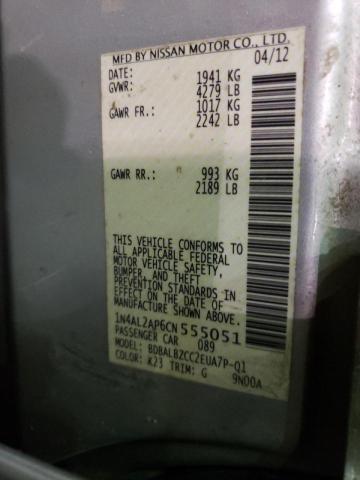 MFD BY NISSAN MOTOR CO., LTD.
DATE: 04/12
GVWR: 1941 KG
4279 LB
GAWR FR.: 1017 KG
2242 LB
GAWR RR.: 993 KG
2189 LB
THIS VEHICLE CONFORMS TO
ALL APPLICABLE FEDERAL
MOTOR VEHICLE SAFETY,
BUMPER, AND THEFT
PREVENTION STANDARDS IN
EFFECT ON THE DATE OF
MANUFACTURE SHOWN ABOVE.
1N4AL2AP6CN555051
PASSENGER CAR 089
MODEL: BDBALBZCC2EUA7P-Q1
COLOR: K23 TRIM: G 9N00A